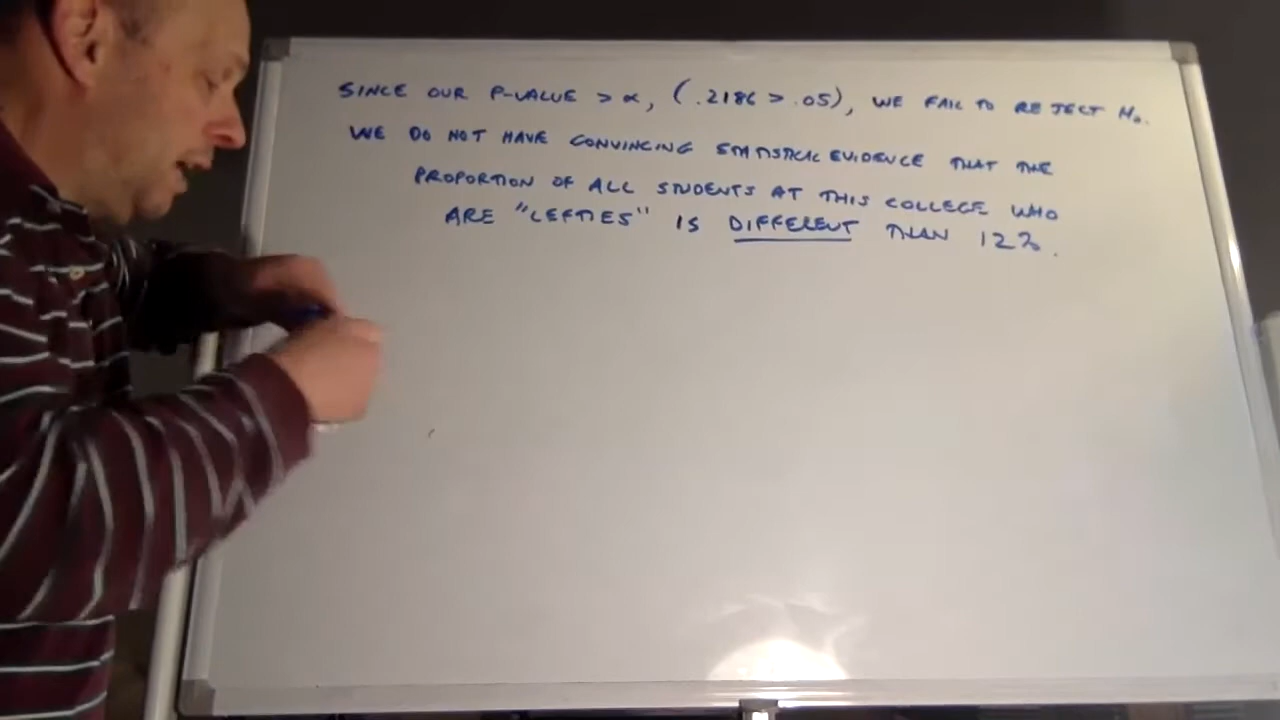 SINCE OUR P-VALUE > α, (.2186 > .05), WE FAIL TO REJECT H₀.
WE DO NOT HAVE CONVINCING STATISTICAL EVIDENCE THAT THE
PROPORTION OF ALL STUDENTS AT THIS COLLEGE WHO
ARE "LEFTIES" IS DIFFERENT THAN 12%.